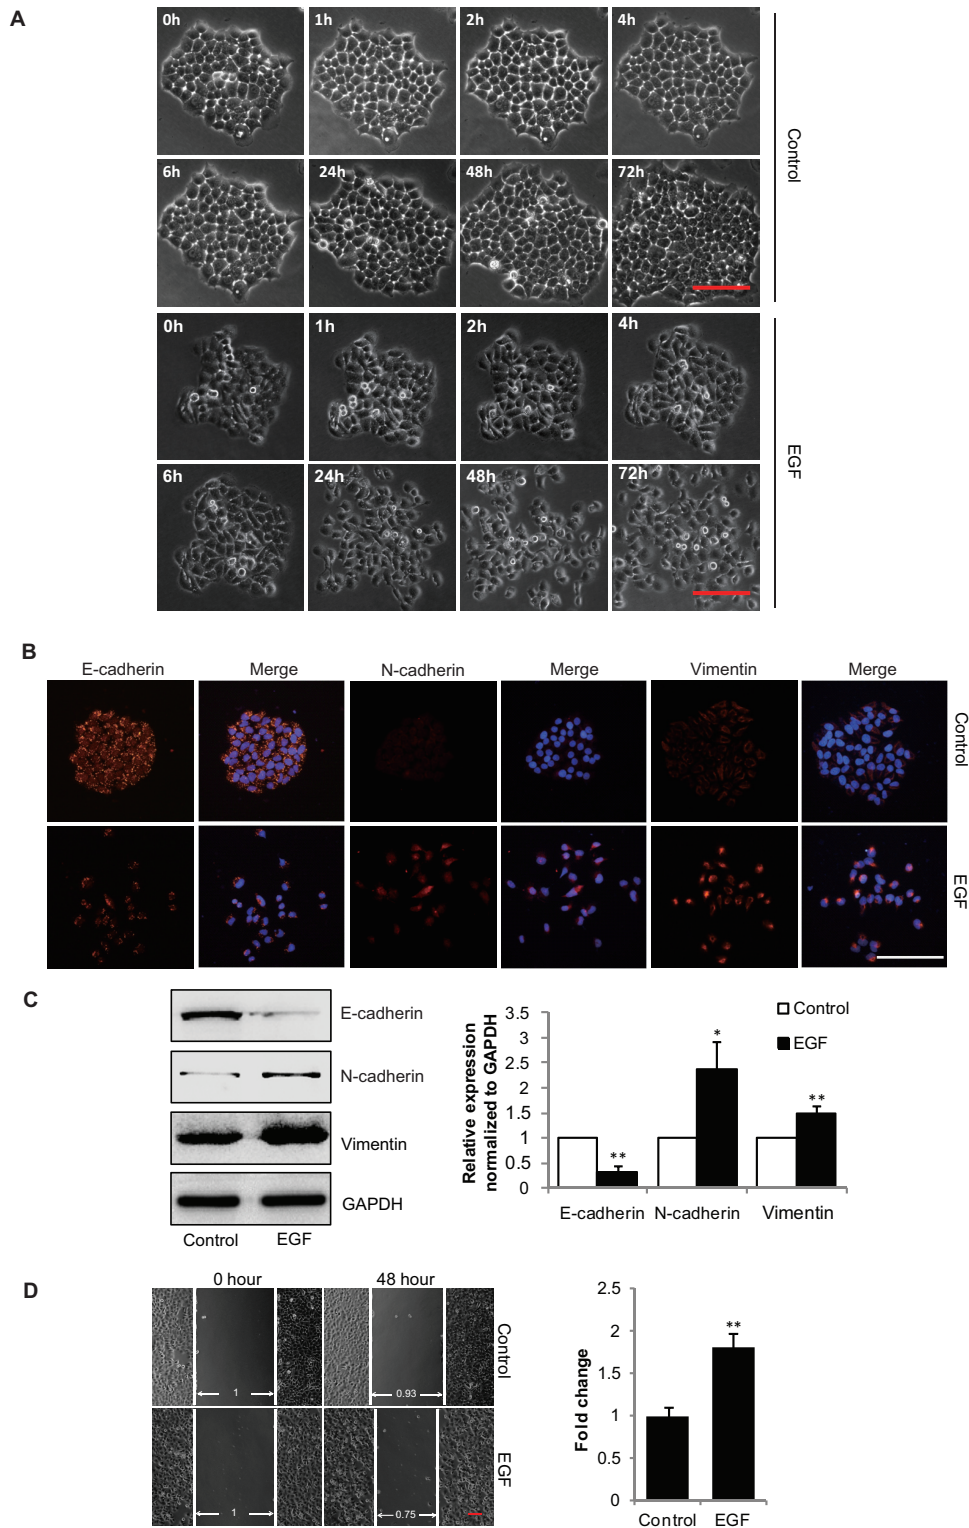 A
0h 1h 2h 4h
Control
6h 24h 48h 72h
0h 1h 2h 4h
EGF
6h 24h 48h 72h
B
E-cadherin Merge N-cadherin Merge Vimentin Merge
Control
EGF
C
E-cadherin
N-cadherin
Vimentin
GAPDH
Control EGF
Relative expression
normalized to GAPDH
3.5
3
2.5
2
1.5
1
0.5
0
Control
EGF
**
*
**
E-cadherin N-cadherin Vimentin
D
0 hour 48 hour
1 0.93
Control
1 0.75
EGF
Fold change
2.5
2
1.5
1
0.5
0
**
Control EGF